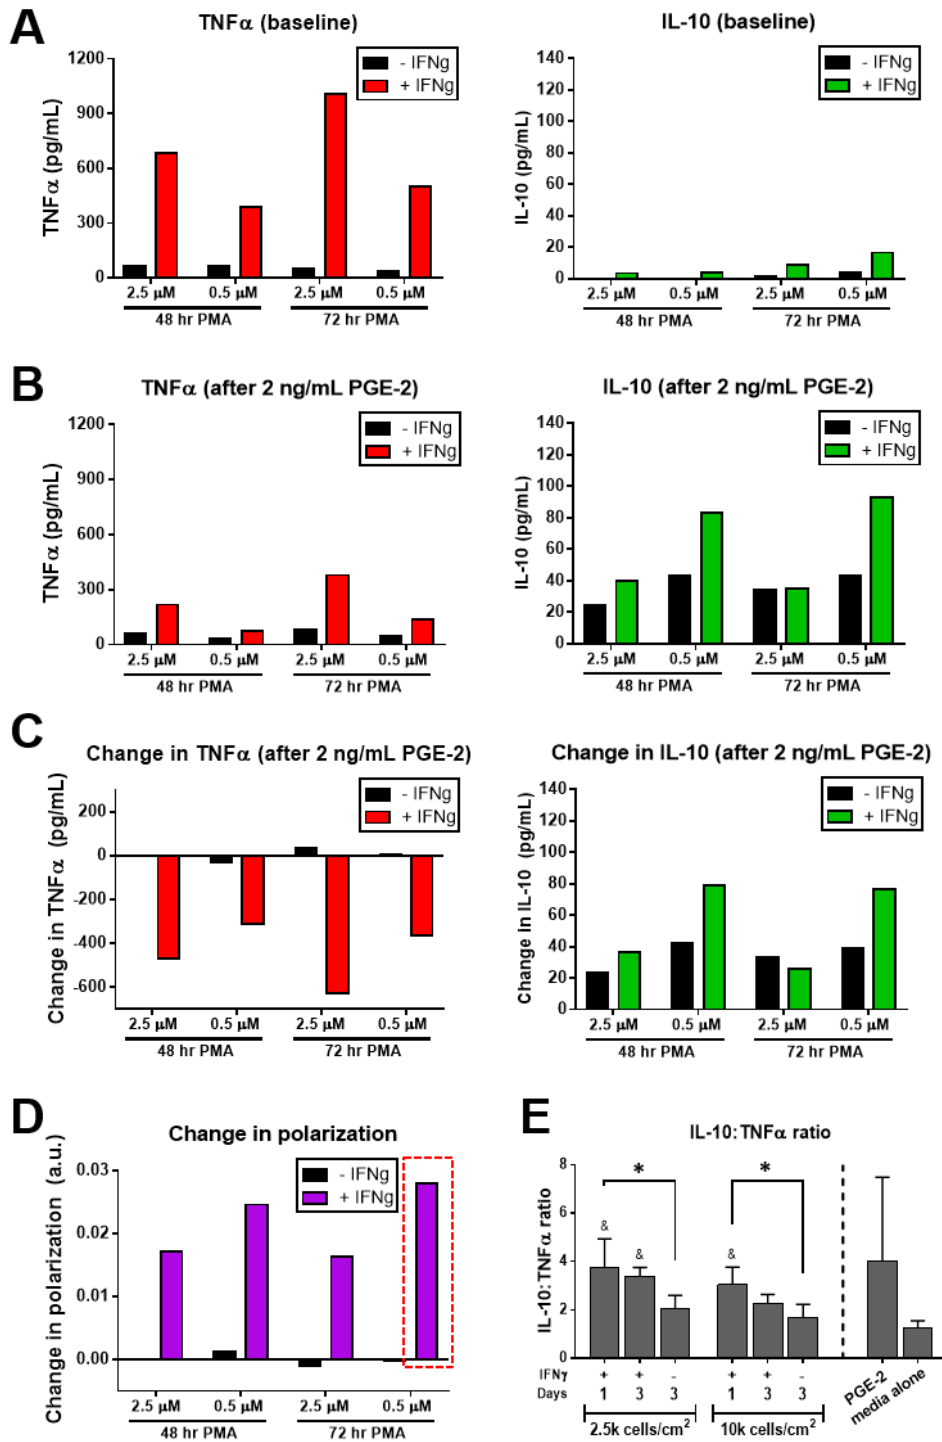 A
TNFα (baseline)
TNFα (pg/mL)
1200
900
600
300
0
- IFNg
+ IFNg
2.5 µM
0.5 µM
2.5 µM
0.5 µM
48 hr PMA
72 hr PMA
IL-10 (baseline)
IL-10 (pg/mL)
140
120
100
80
60
40
20
0
- IFNg
+ IFNg
2.5 µM
0.5 µM
2.5 µM
0.5 µM
48 hr PMA
72 hr PMA
B
TNFα (after 2 ng/mL PGE-2)
TNFα (pg/mL)
1200
900
600
300
0
- IFNg
+ IFNg
2.5 µM
0.5 µM
2.5 µM
0.5 µM
48 hr PMA
72 hr PMA
IL-10 (after 2 ng/mL PGE-2)
IL-10 (pg/mL)
140
120
100
80
60
40
20
0
- IFNg
+ IFNg
2.5 µM
0.5 µM
2.5 µM
0.5 µM
48 hr PMA
72 hr PMA
C
Change in TNFα (after 2 ng/mL PGE-2)
Change in TNFα (pg/mL)
200
0
-200
-400
-600
- IFNg
+ IFNg
2.5 µM
0.5 µM
2.5 µM
0.5 µM
48 hr PMA
72 hr PMA
Change in IL-10 (after 2 ng/mL PGE-2)
Change in IL-10 (pg/mL)
140
120
100
80
60
40
20
0
- IFNg
+ IFNg
2.5 µM
0.5 µM
2.5 µM
0.5 µM
48 hr PMA
72 hr PMA
D
Change in polarization
Change in polarization (a.u.)
0.03
0.02
0.01
0.00
- IFNg
+ IFNg
2.5 µM
0.5 µM
2.5 µM
0.5 µM
48 hr PMA
72 hr PMA
E
IL-10:TNFα ratio
IL-10:TNFα ratio
8
6
4
2
0
* *
& & &
IFNγ + + - + + -
Days 1 3 3 1 3 3
2.5k cells/cm²
10k cells/cm²
PGE-2
media alone